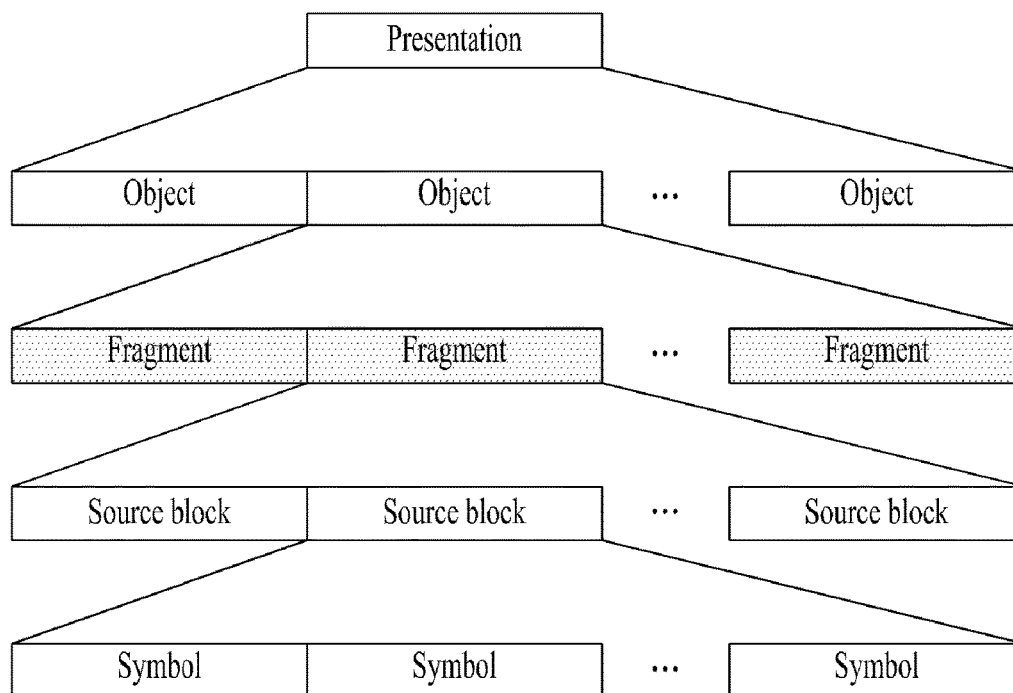 Presentation
Object Object ... Object
Fragment Fragment ... Fragment
Source block Source block ... Source block
Symbol Symbol ... Symbol